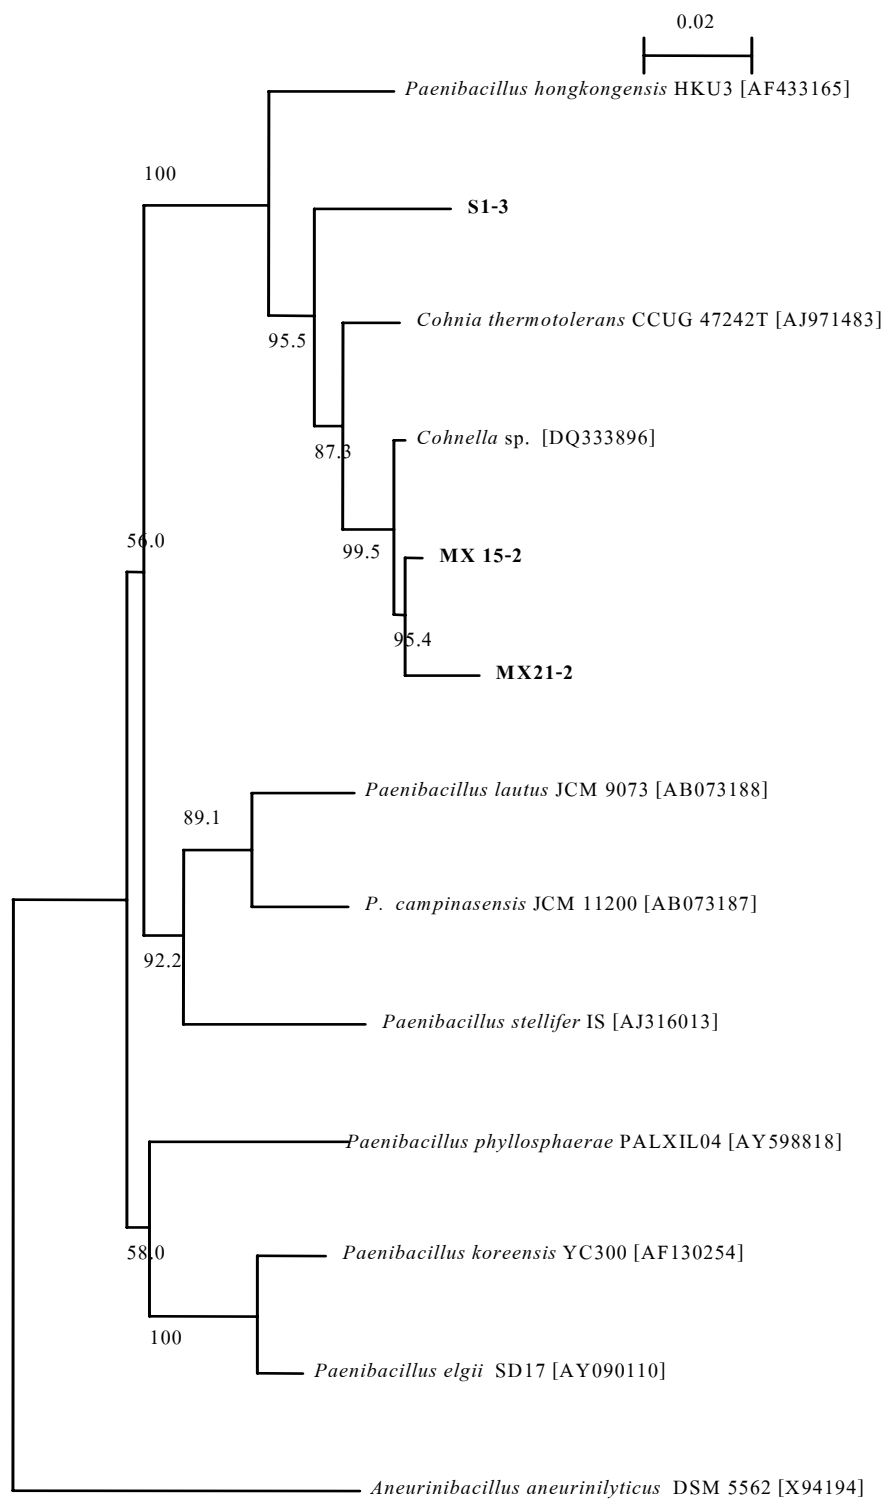 0.02
Paenibacillus hongkongensis HKU3 [AF433165]
100
S1-3
Cohnia thermotolerans CCUG 47242T [AJ971483]
95.5
Cohnella sp. [DQ333896]
87.3
56.0
99.5
MX 15-2
95.4
MX21-2
Paenibacillus lautus JCM 9073 [AB073188]
89.1
P. campinasensis JCM 11200 [AB073187]
92.2
Paenibacillus stellifer IS [AJ316013]
Paenibacillus phyllosphaerae PALXIL04 [AY598818]
58.0
Paenibacillus koreensis YC300 [AF130254]
100
Paenibacillus elgii SD17 [AY090110]
Aneurinibacillus aneurinilyticus DSM 5562 [X94194]